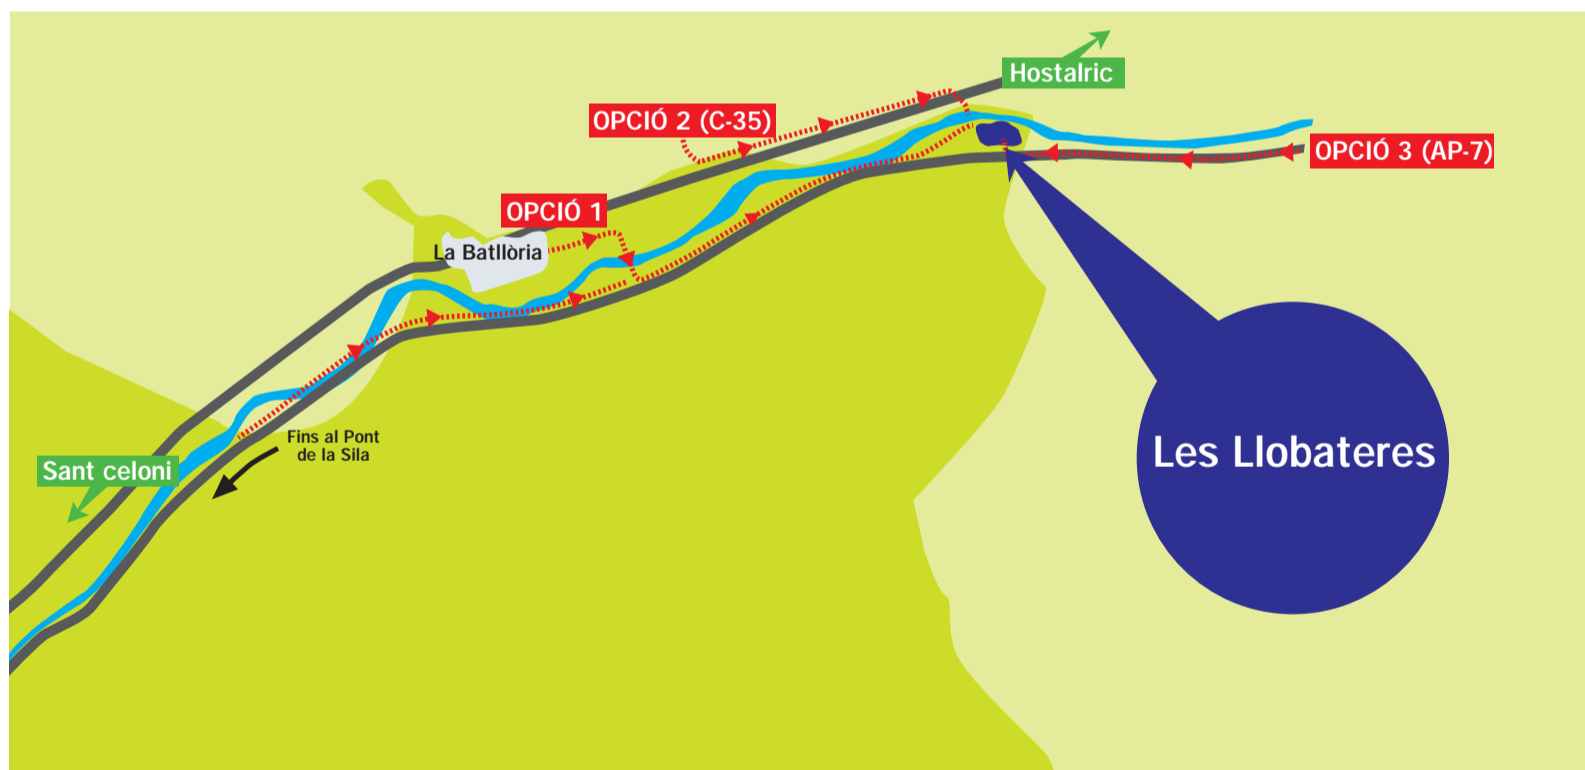 Hostalric
OPCIÓ 2 (C-35)
OPCIÓ 3 (AP-7)
OPCIÓ 1
La Batllòria
Fins al Pont
de la Sila
Sant celoni
Les Llobateres